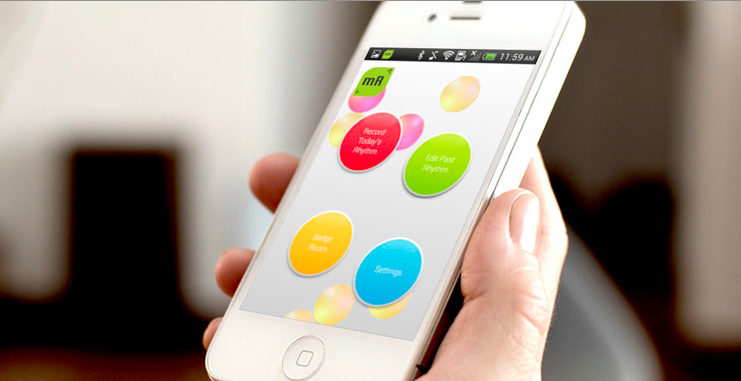 11:59 AM
mR
Record
Today's
Rhythm
Edit Past
Rhythm
Badge
Room
Settings